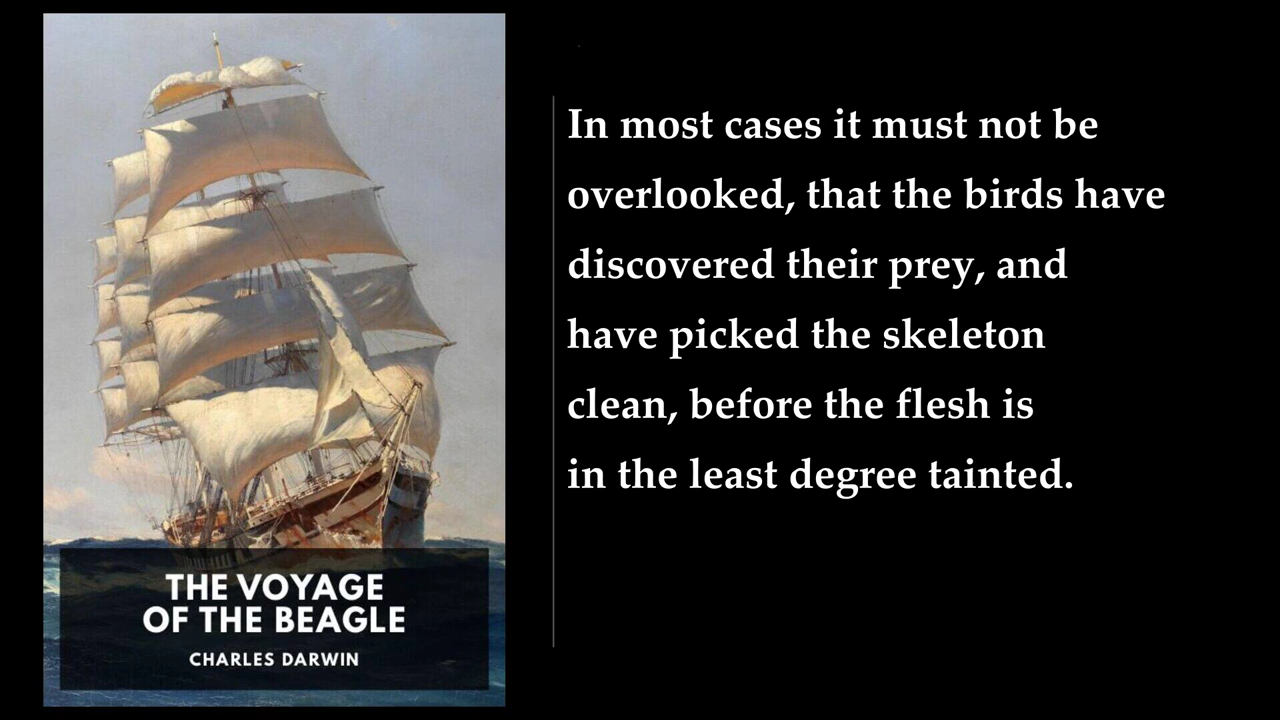 In most cases it must not be
overlooked, that the birds have
discovered their prey, and
have picked the skeleton
clean, before the flesh is
in the least degree tainted.
THE VOYAGE
OF THE BEAGLE
CHARLES DARWIN